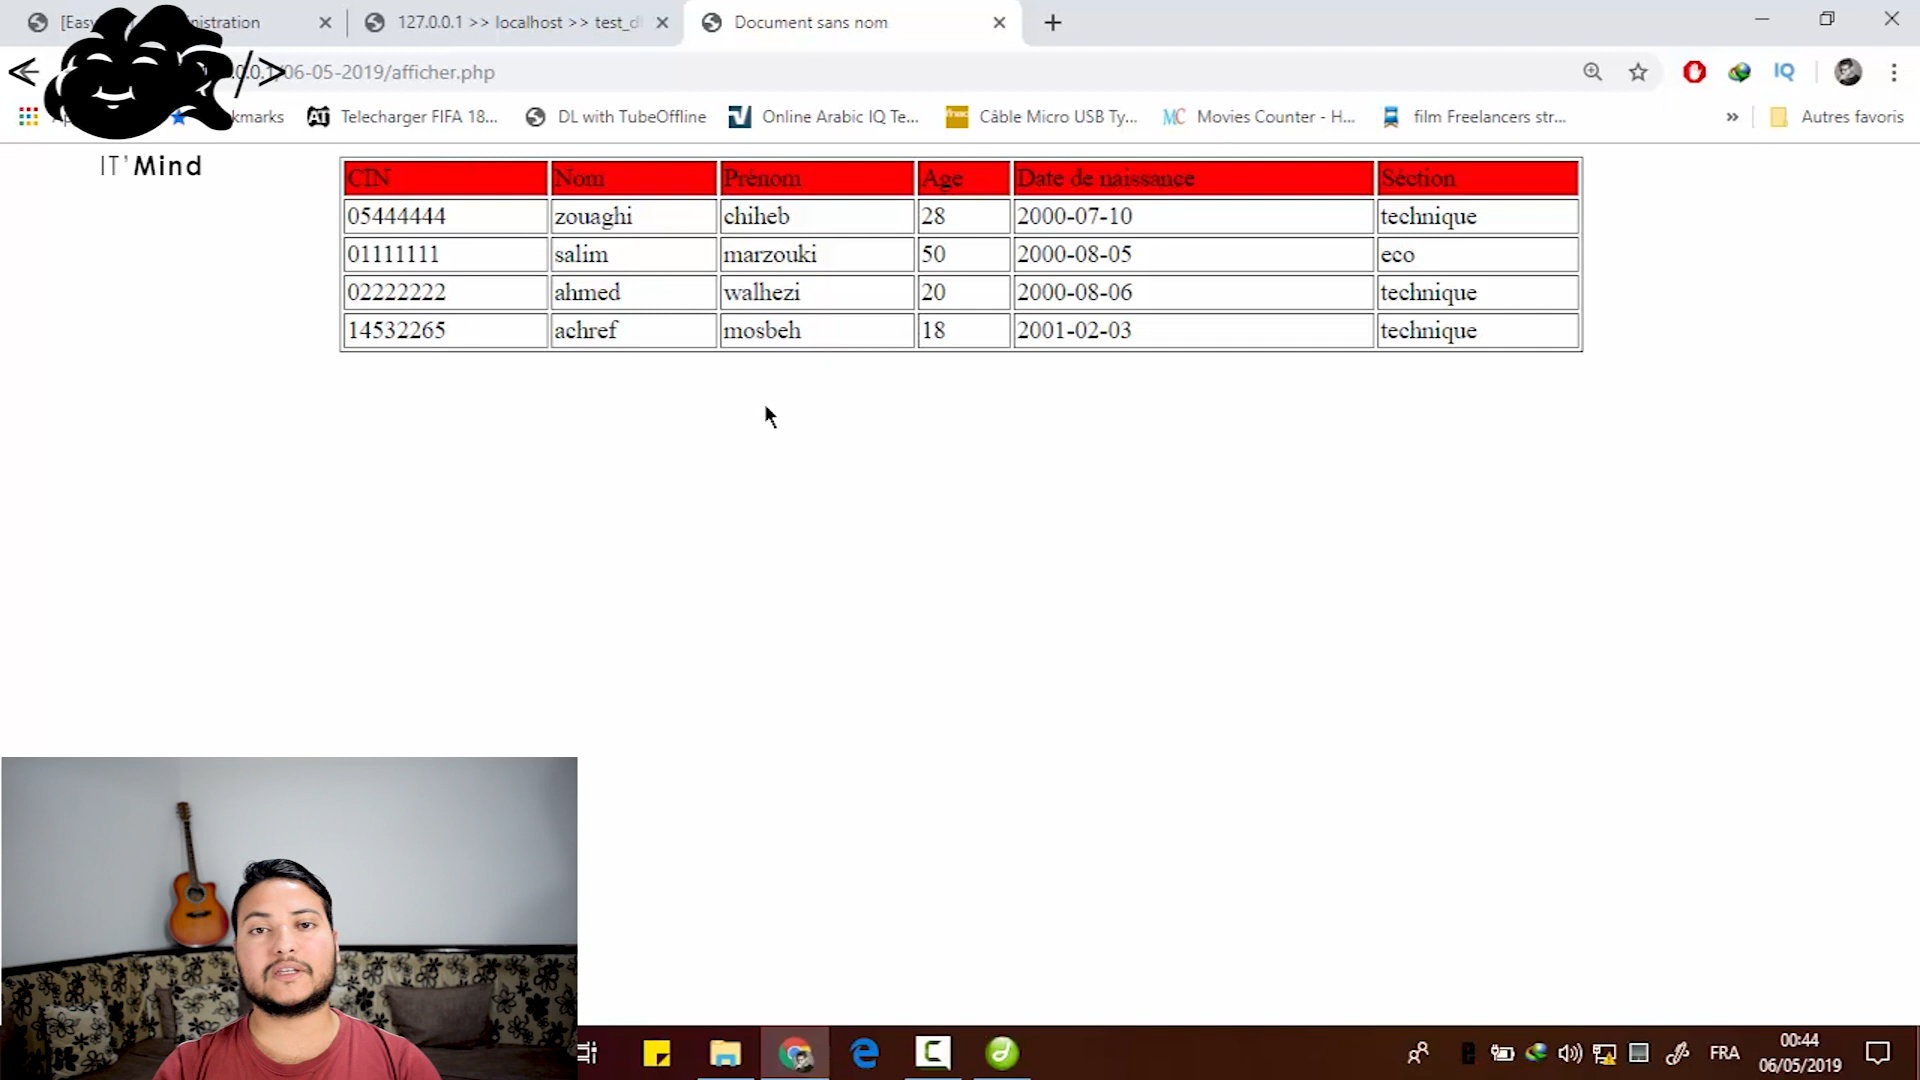 [Easy
nistration
127.0.0.1 >> localhost >> test_d
Document sans nom
/06-05-2019/afficher.php
IQ
kmarks
Telecharger FIFA 18...
DL with TubeOffline
Online Arabic IQ Te...
fnac
Câble Micro USB Ty...
MC
Movies Counter - H...
film Freelancers str...
»
Autres favoris
IT'Mind
CIN Nom Prénom Age Date de naissance Séction
05444444 zouaghi chiheb 28 2000-07-10 technique
01111111 salim marzouki 50 2000-08-05 eco
02222222 ahmed walhezi 20 2000-08-06 technique
14532265 achref mosbeh 18 2001-02-03 technique
FRA
00:44
06/05/2019